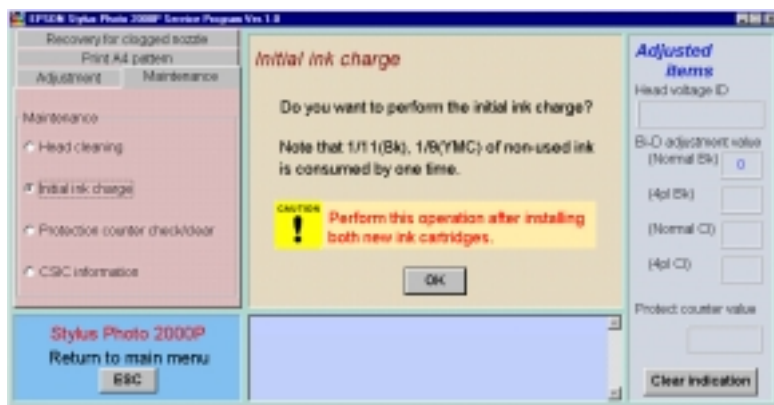 EPSON Stylus Photo 2000P Service Program Ver.1.0
Recovery for clogged nozzle
Print A4 pattern
Adjustment
Maintenance
Maintenance
Head cleaning
Initial ink charge
Protection counter check/clear
CSIC information
Stylus Photo 2000P
Return to main menu
ESC
Initial ink charge
Do you want to perform the initial ink charge?
Note that 1/11(Bk), 1/9(YMC) of non-used ink
is consumed by one time.
CAUTION
!
Perform this operation after installing
both new ink cartridges.
OK
Adjusted
items
Head voltage ID
Bi-D adjustment value
(Normal Bk)
0
(4pl Bk)
(Normal Cl)
(4pl Cl)
Protect counter value
Clear indication